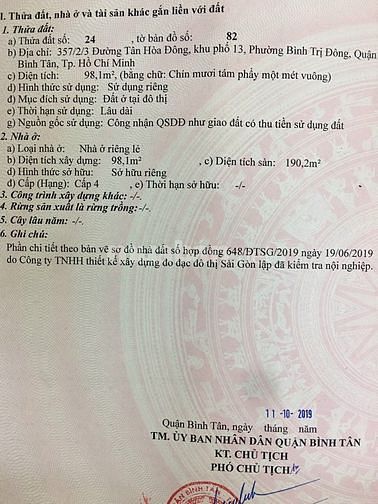 I. Thửa đất, nhà ở và tài sản khác gắn liền với đất
1. Thửa đất:
a) Thửa đất số: 24 , tờ bản đồ số: 82
b) Địa chỉ: 357/2/3 Đường Tân Hòa Đông, khu phố 13, Phường Bình Trị Đông, Quận
Bình Tân, Tp. Hồ Chí Minh
c) Diện tích: 98,1m², (bằng chữ: Chín mươi tám phẩy một mét vuông)
d) Hình thức sử dụng: Sử dụng riêng
đ) Mục đích sử dụng: Đất ở tại đô thị
e) Thời hạn sử dụng: Lâu dài
g) Nguồn gốc sử dụng: Công nhận QSDĐ như giao đất có thu tiền sử dụng đất
2. Nhà ở:
a) Loại nhà ở: Nhà ở riêng lẻ
b) Diện tích xây dựng: 98,1m² , c) Diện tích sàn: 190,2m²
d) Hình thức sở hữu: Sở hữu riêng
đ) Cấp (Hạng): Cấp 4 , e) Thời hạn sở hữu: -/-
3. Công trình xây dựng khác: -/-
4. Rừng sản xuất là rừng trồng: -/-
5. Cây lâu năm: -/-
6. Ghi chú:
Phần chi tiết theo bản vẽ sơ đồ nhà đất số hợp đồng 648/ĐTSG/2019 ngày 19/06/2019
do Công ty TNHH thiết kế xây dựng đo đạc đô thị Sài Gòn lập đã kiểm tra nội nghiệp.
11 -10- 2019
Quận Bình Tân, ngày tháng năm
TM. ỦY BAN NHÂN DÂN QUẬN BÌNH TÂN
KT. CHỦ TỊCH
PHÓ CHỦ TỊCH